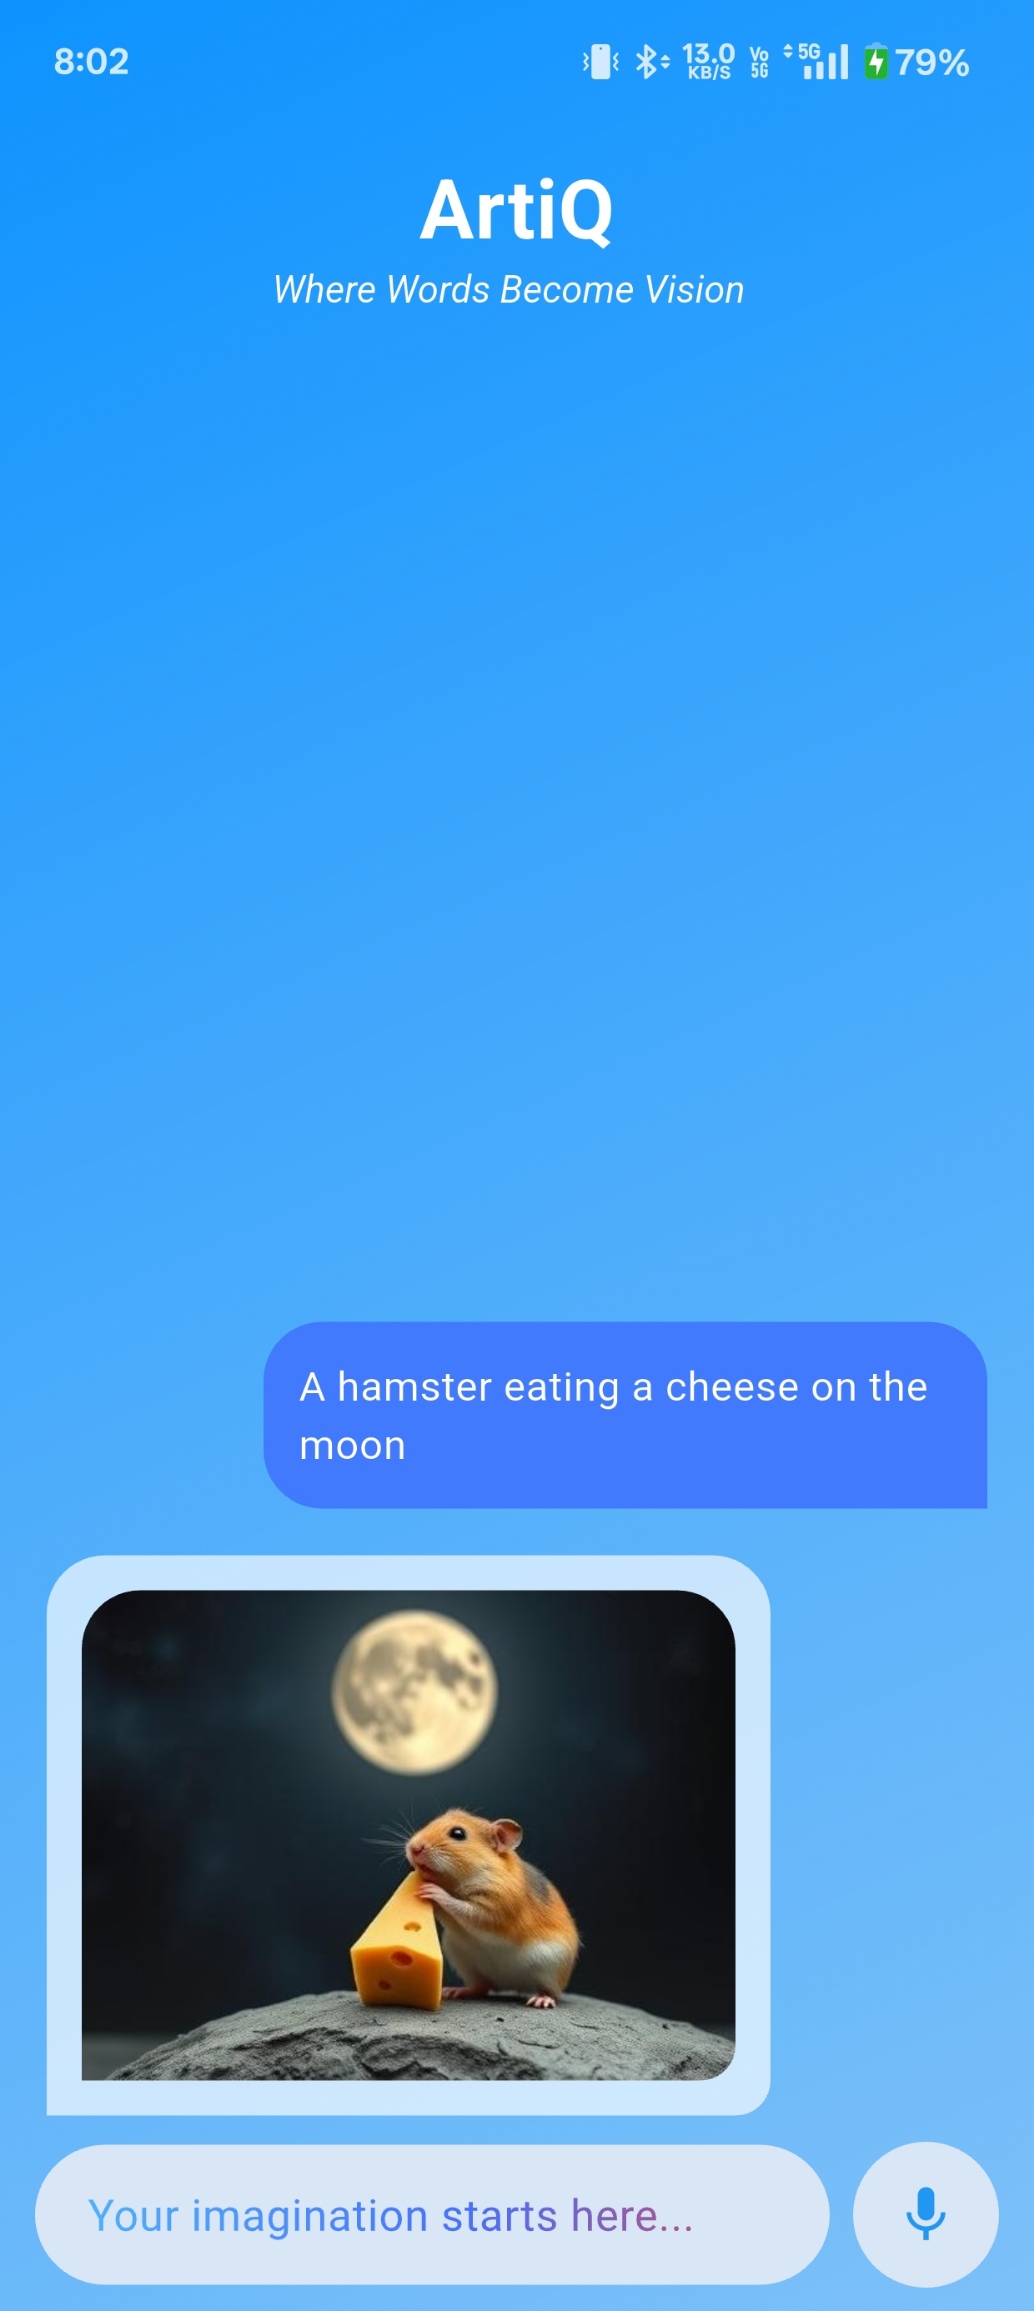 8:02
13.0
KB/S
Vo
5G
5G
79%
ArtiQ
Where Words Become Vision
A hamster eating a cheese on the
moon
Your imagination starts here...